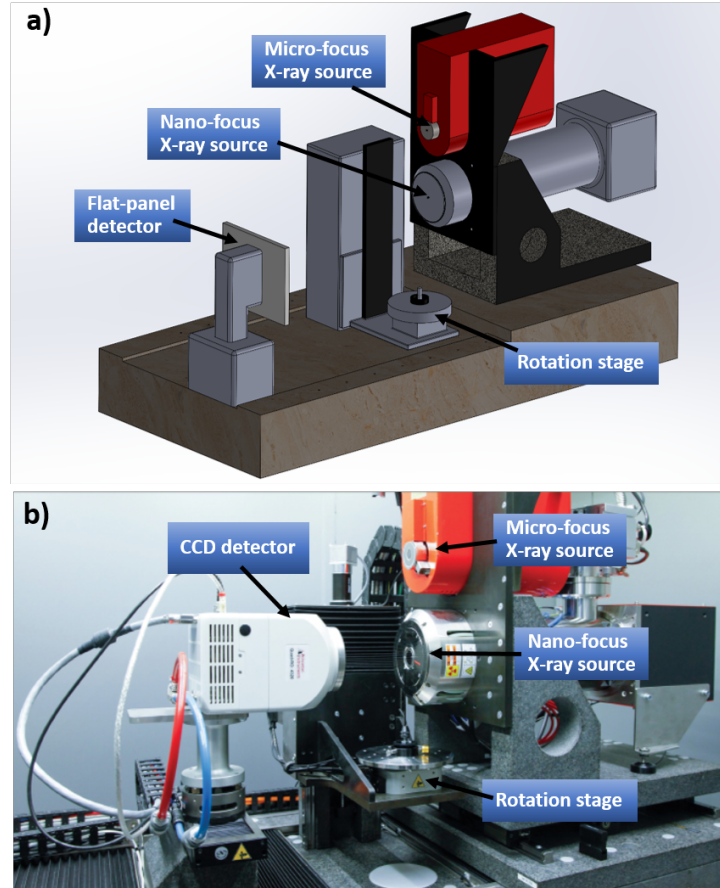 a)
Micro-focus
X-ray source
Nano-focus
X-ray source
Flat-panel
detector
Rotation stage
b)
CCD detector
Micro-focus
X-ray source
Nano-focus
X-ray source
Rotation stage